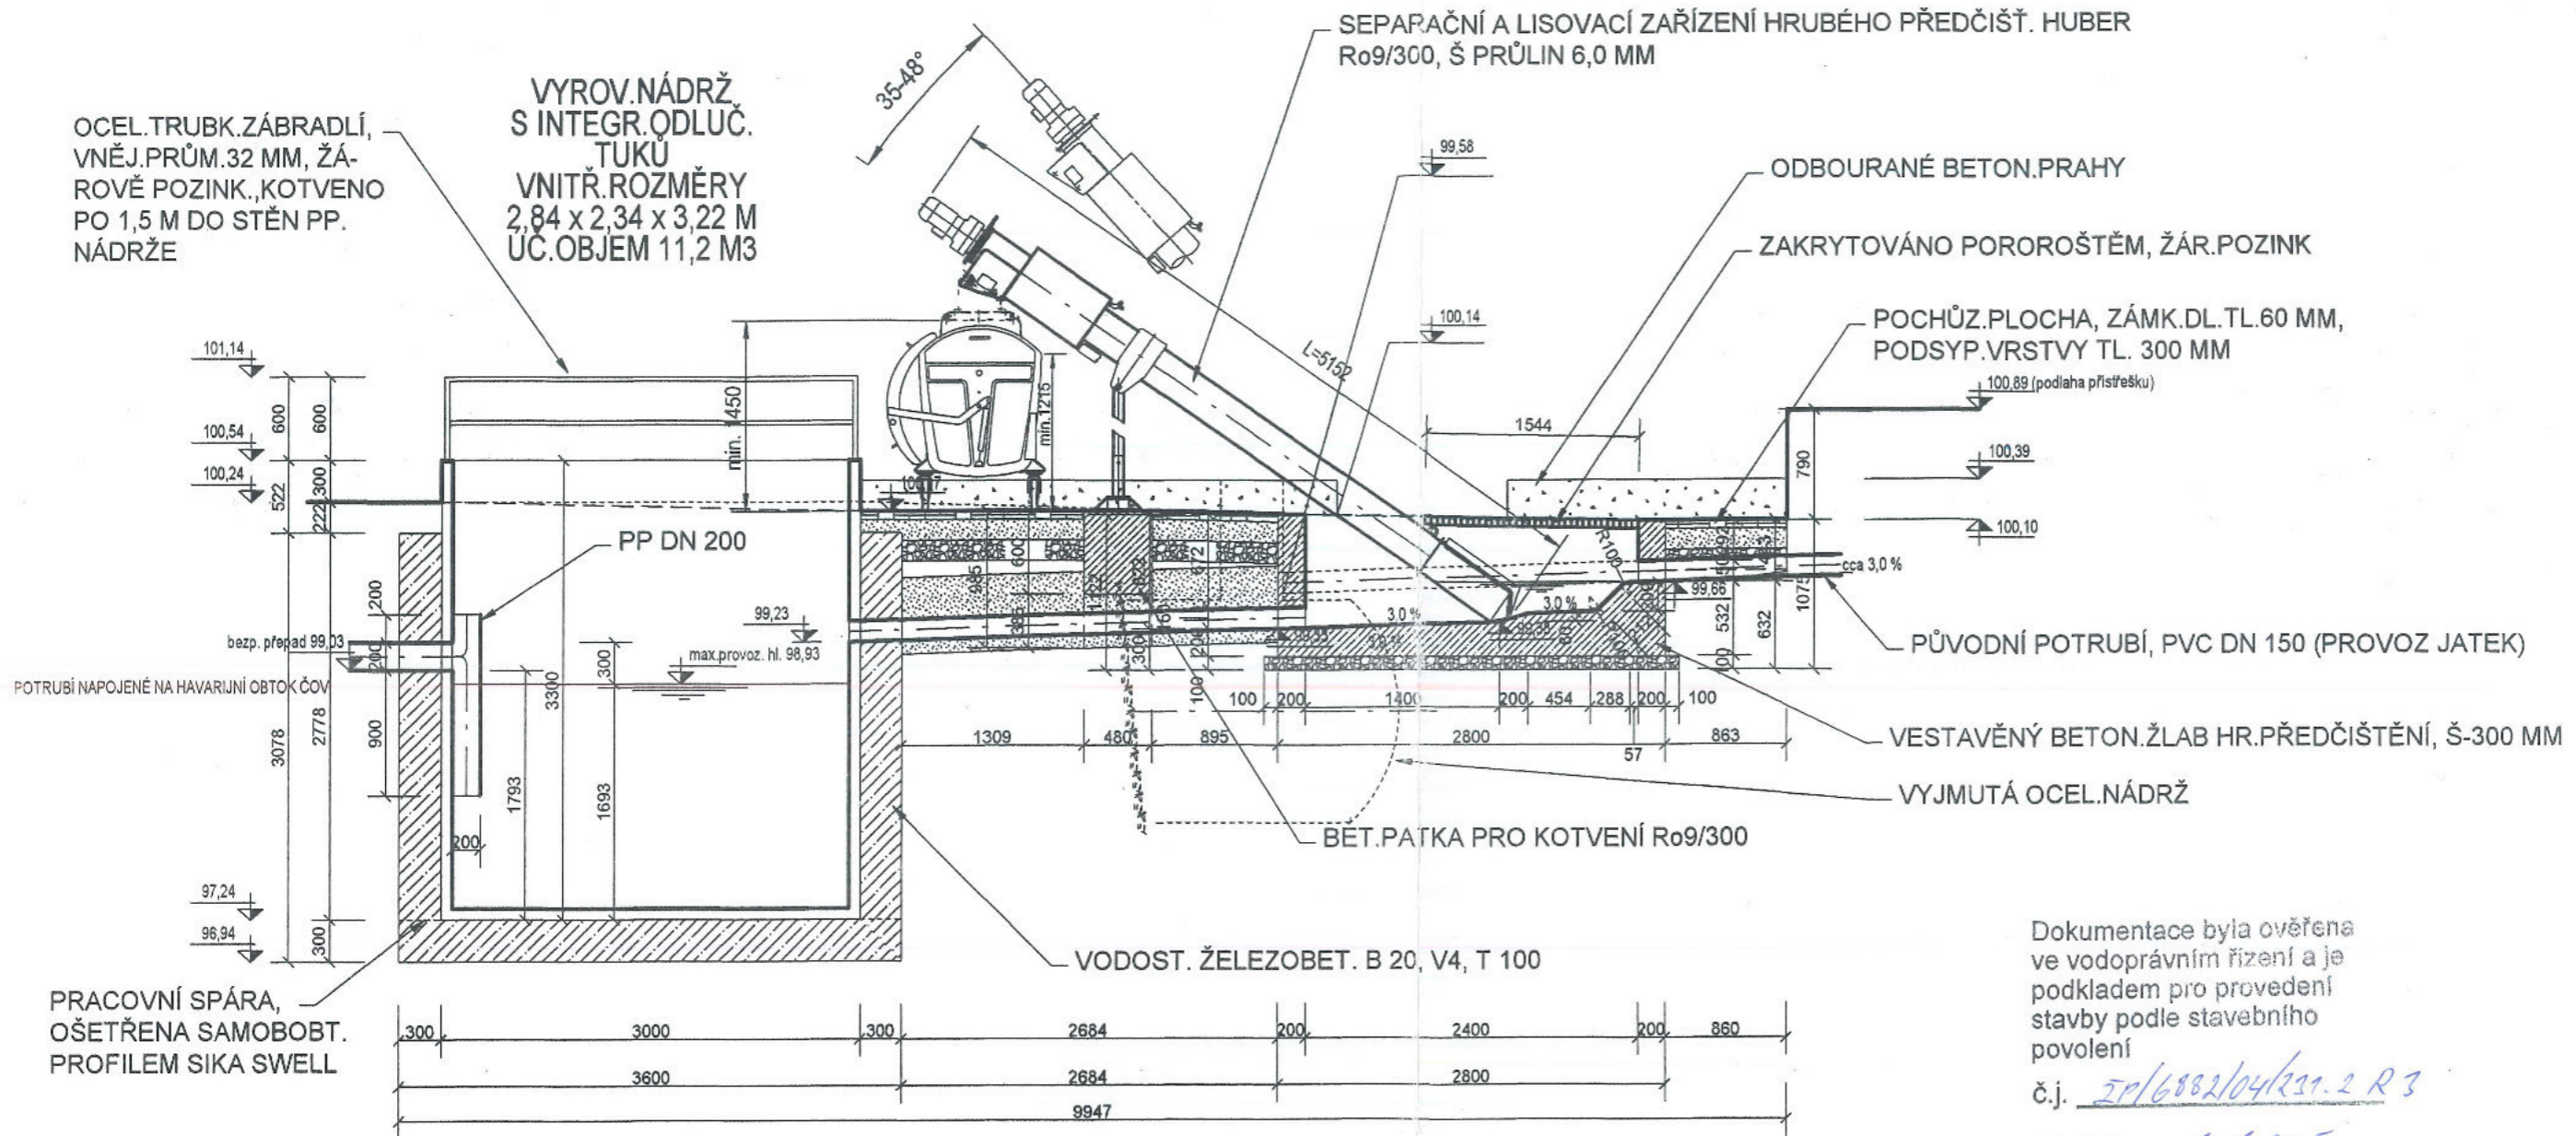 SEPARAČNÍ A LISOVACÍ ZAŘÍZENÍ HRUBÉHO PŘEDČIŠŤ. HUBER
Ro9/300, Š PRŮLIN 6,0 MM
35-48°
VYROV.NÁDRŽ
S INTEGR.ODLUČ.
TUKŮ
VNITŘ.ROZMĚRY
2,84 x 2,34 x 3,22 M
ÚČ.OBJEM 11,2 M3
OCEL.TRUBK.ZÁBRADLÍ,
VNĚJ.PRŮM.32 MM, ŽÁ-
ROVĚ POZINK.,KOTVENO
PO 1,5 M DO STĚN PP.
NÁDRŽE
99,58
ODBOURANÉ BETON.PRAHY
ZAKRYTOVÁNO POROROŠTĚM, ŽÁR.POZINK
POCHŮZ.PLOCHA, ZÁMK.DL.TL.60 MM,
PODSYP.VRSTVY TL. 300 MM
100,14
L=5152
100,89 (podlaha přístřešku)
101,14
600
600
min. 1450
min.1215
1544
100,54
100,39
790
100,24
522
300
222
100,10
PP DN 200
985
600
672
R100
cca 3,0 %
99,66
1075
200
99,23
385
3,0 %
3,0 %
532
632
bezp. přepad 99,03
200
300
max.provoz. hl. 98,93
300
100
PŮVODNÍ POTRUBÍ, PVC DN 150 (PROVOZ JATEK)
POTRUBÍ NAPOJENÉ NA HAVARIJNÍ OBTOK ČOV
3300
100
100
200
1400
200
454
288
200
100
3078
2778
900
1309
480
895
2800
863
57
VESTAVĚNÝ BETON.ŽLAB HR.PŘEDČIŠTĚNÍ, Š-300 MM
1793
1693
VYJMUTÁ OCEL.NÁDRŽ
200
BET.PATKA PRO KOTVENÍ Ro9/300
97,24
96,94
300
VODOST. ŽELEZOBET. B 20, V4, T 100
PRACOVNÍ SPÁRA,
OŠETŘENA SAMOBOBT.
PROFILEM SIKA SWELL
300
3000
300
2684
200
2400
200
860
3600
2684
2800
9947
Dokumentace byla ověřena
ve vodoprávním řízení a je
podkladem pro provedení
stavby podle stavebního
povolení
č.j.